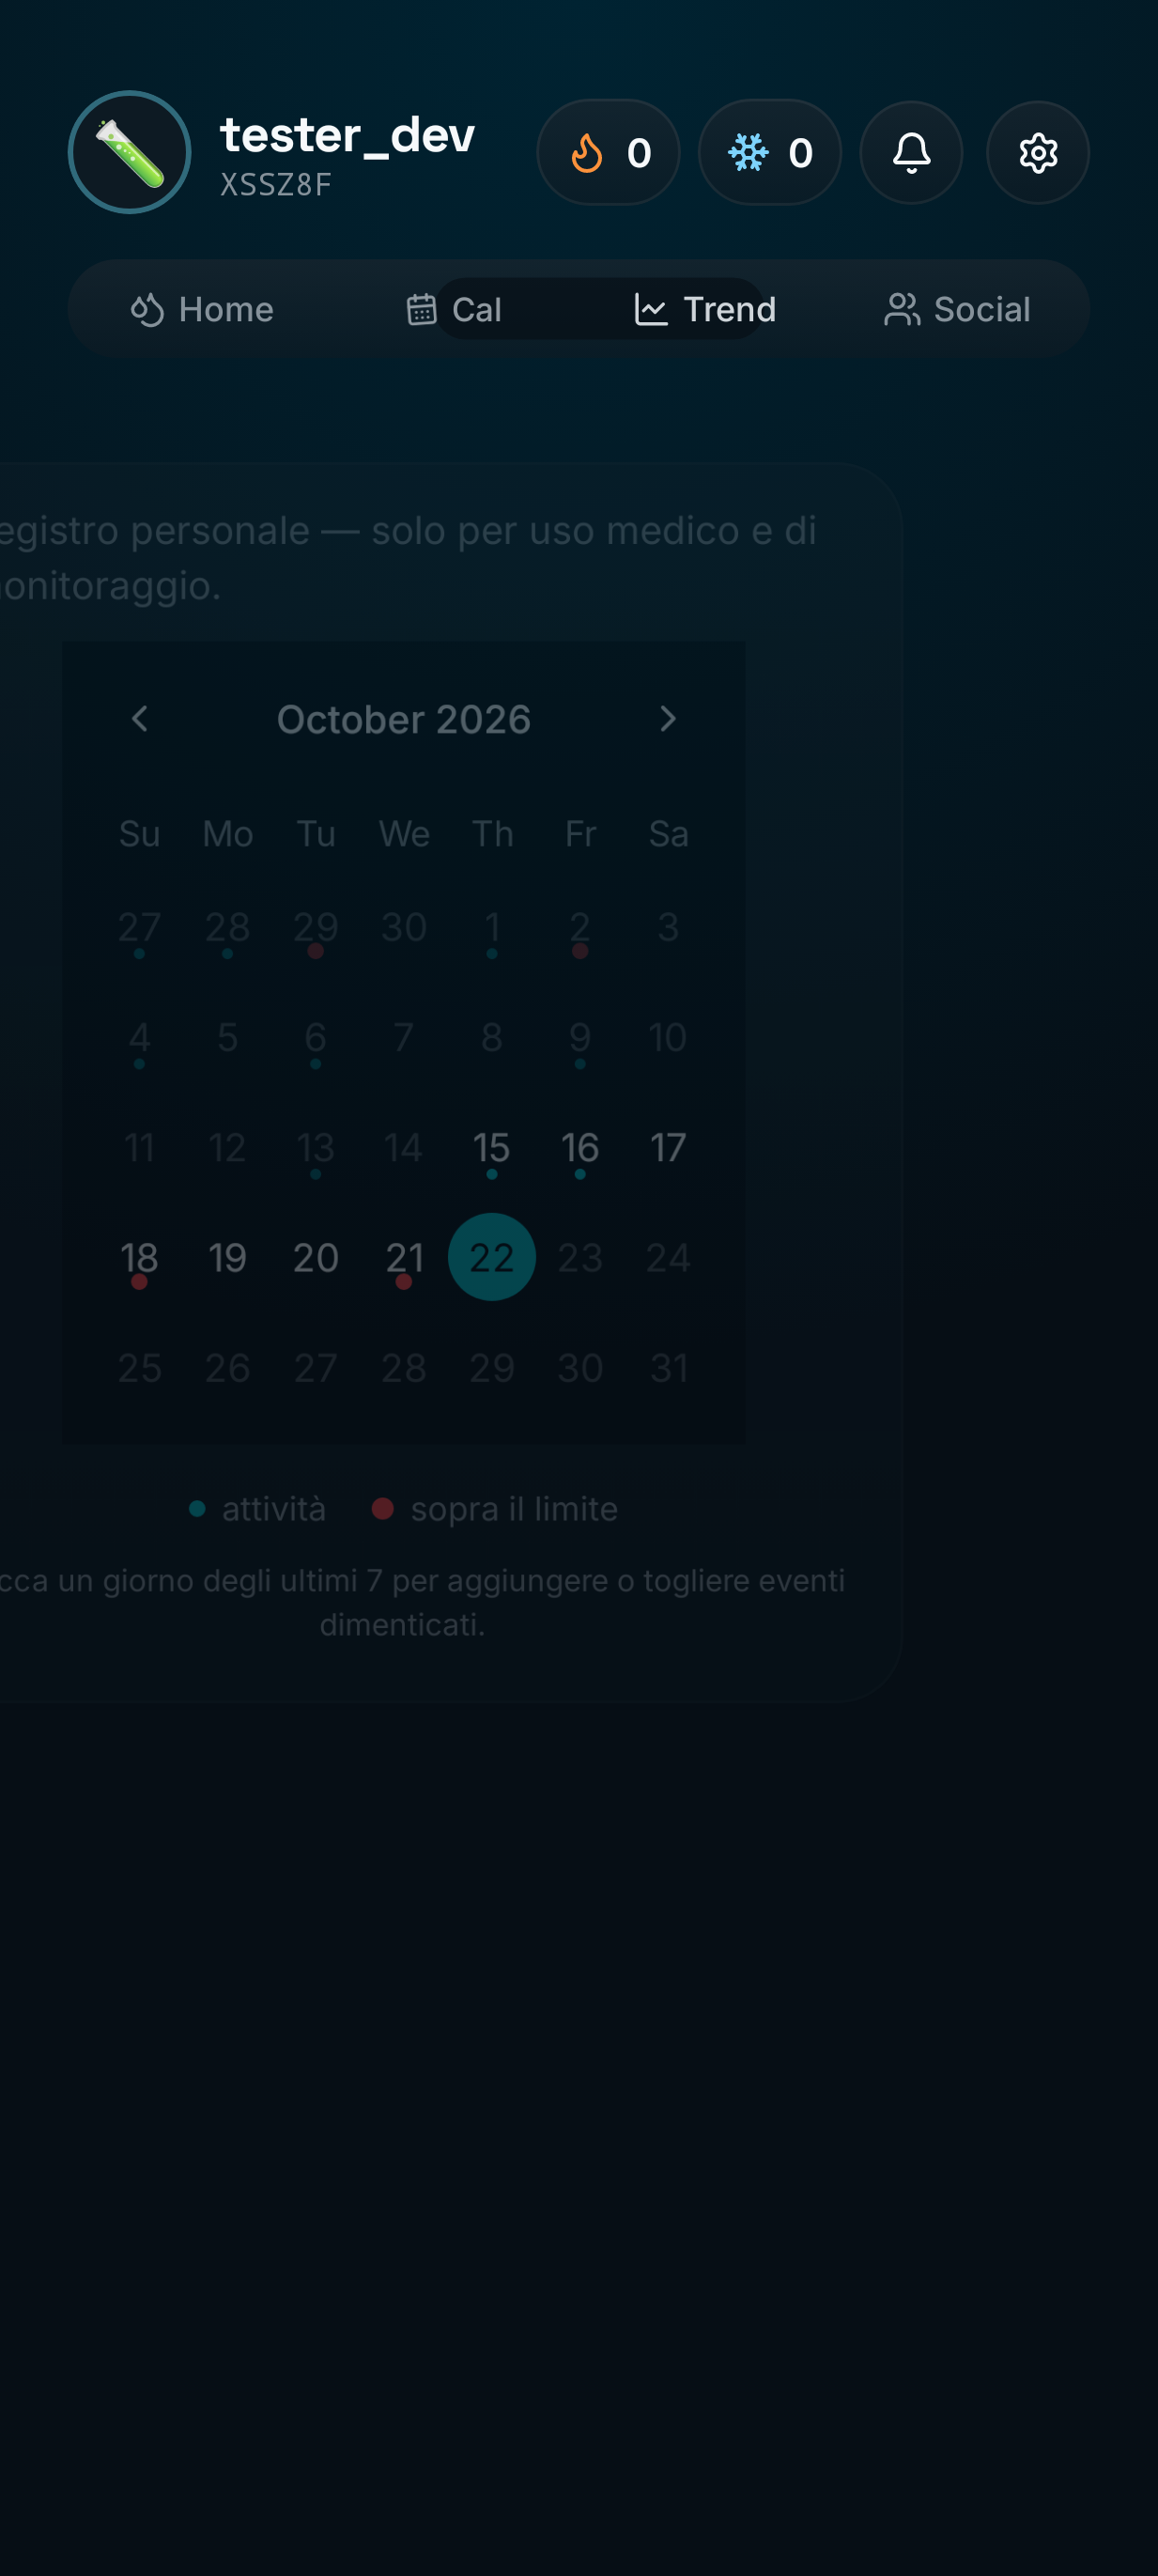 tester_dev
XSSZ8F
0
0
Home
Cal
Trend
Social
egistro personale — solo per uso medico e di
onitoraggio.
October 2026
Su Mo Tu We Th Fr Sa
27 28 29 30 1 2 3
4 5 6 7 8 9 10
11 12 13 14 15 16 17
18 19 20 21 22 23 24
25 26 27 28 29 30 31
attività
sopra il limite
cca un giorno degli ultimi 7 per aggiungere o togliere eventi
dimenticati.